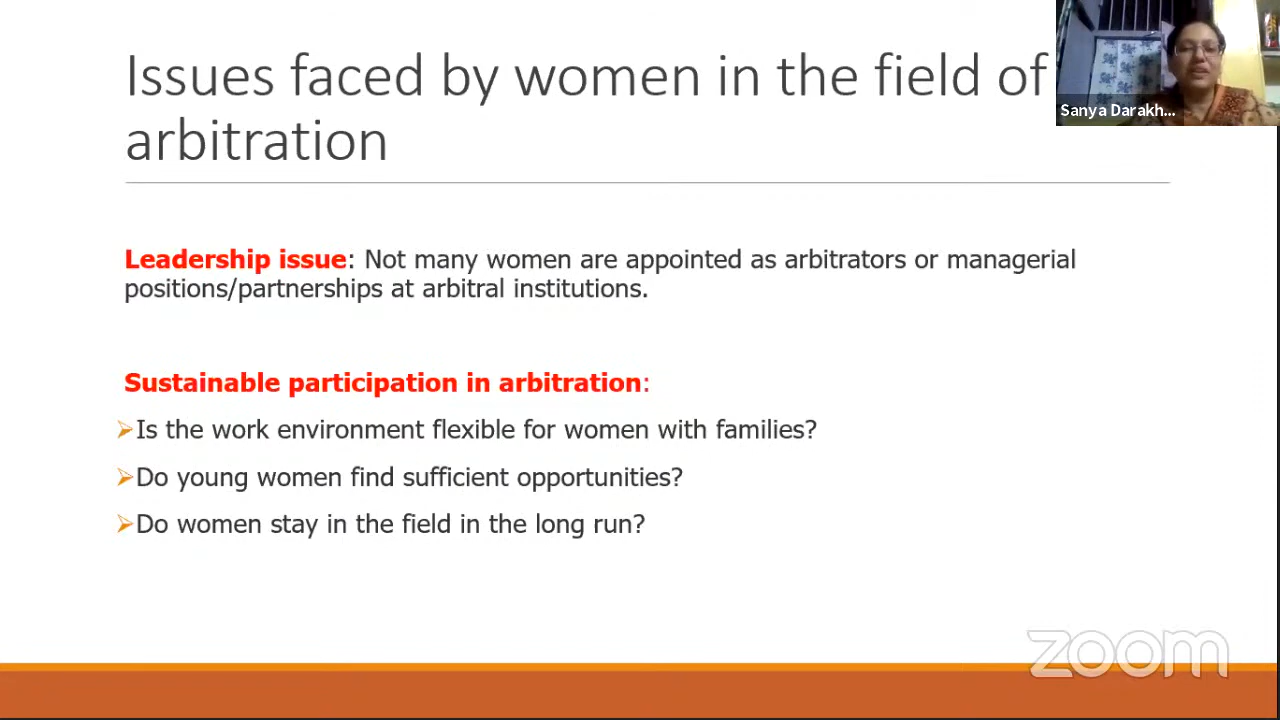 Issues faced by women in the field of
arbitration
Sanya Darakh...
Leadership issue: Not many women are appointed as arbitrators or managerial
positions/partnerships at arbitral institutions.
Sustainable participation in arbitration:
Is the work environment flexible for women with families?
Do young women find sufficient opportunities?
Do women stay in the field in the long run?
zoom